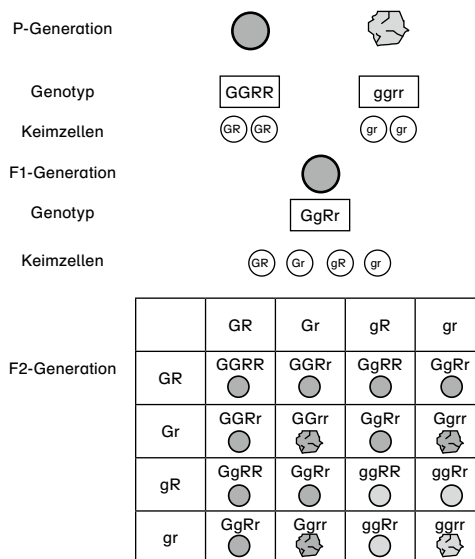 P-Generation
Genotyp GGRR ggrr
Keimzellen GR GR gr gr
F1-Generation
Genotyp GgRr
Keimzellen GR Gr gR gr
F2-Generation
GR Gr gR gr
GR GGRR GGRr GgRR GgRr
Gr GGRr GGrr GgRr Ggrr
gR GgRR GgRr ggRR ggRr
gr GgRr Ggrr ggRr ggrr